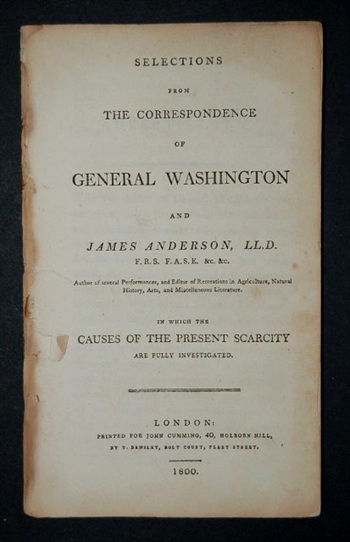 SELECTIONS
FROM
THE CORRESPONDENCE
OF
GENERAL WASHINGTON
AND
JAMES ANDERSON, LL.D.
F. R. S. F. A. S. E. &c. &c.
Author of several Performances, and Editor of Recreations in Agriculture, Natural
History, Arts, and Miscellaneous Literature.
IN WHICH THE
CAUSES OF THE PRESENT SCARCITY
ARE FULLY INVESTIGATED.
LONDON:
PRINTED FOR JOHN CUMMING, 40, HOLBORN HILL,
BY T. BENSLEY, BOLT COURT, FLEET STREET.
1800.